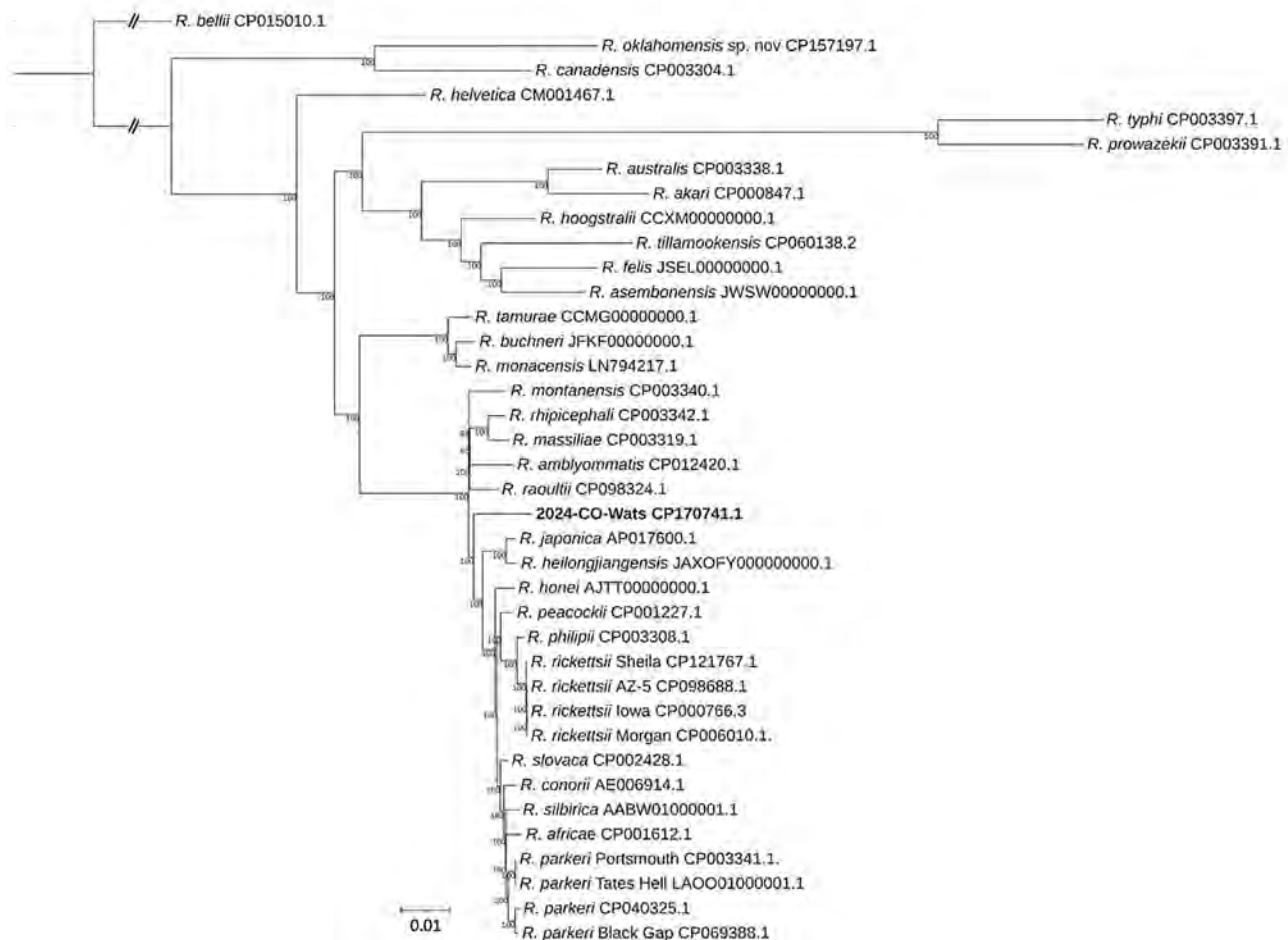 R. bellii CP015010.1
R. oklahomensis sp. nov CP157197.1
R. canadensis CP003304.1
R. helvetica CM001467.1
R. typhi CP003397.1
R. prowazekii CP003391.1
R. australis CP003338.1
R. akari CP000847.1
R. hoogstralii CCXM00000000.1
R. tillamookensis CP060138.2
R. felis JSEL00000000.1
R. asembonensis JWSW00000000.1
R. tamurae CCMG00000000.1
R. buchneri JFKF00000000.1
R. monacensis LN794217.1
R. montanensis CP003340.1
R. rhipicephali CP003342.1
R. massiliae CP003319.1
R. amblyommatis CP012420.1
R. raoultii CP098324.1
2024-CO-Wats CP170741.1
R. japonica AP017600.1
R. heilongjiangensis JAXOFY000000000.1
R. honei AJTT00000000.1
R. peacockii CP001227.1
R. philipii CP003308.1
R. rickettsii Sheila CP121767.1
R. rickettsii AZ-5 CP098688.1
R. rickettsii Iowa CP000766.3
R. rickettsii Morgan CP006010.1.
R. slovaca CP002428.1
R. conorii AE006914.1
R. silbirica AABW01000001.1
R. africae CP001612.1
R. parkeri Portsmouth CP003341.1.
R. parkeri Tates Hell LAOO01000001.1
R. parkeri CP040325.1
R. parkeri Black Gap CP069388.1
0.01